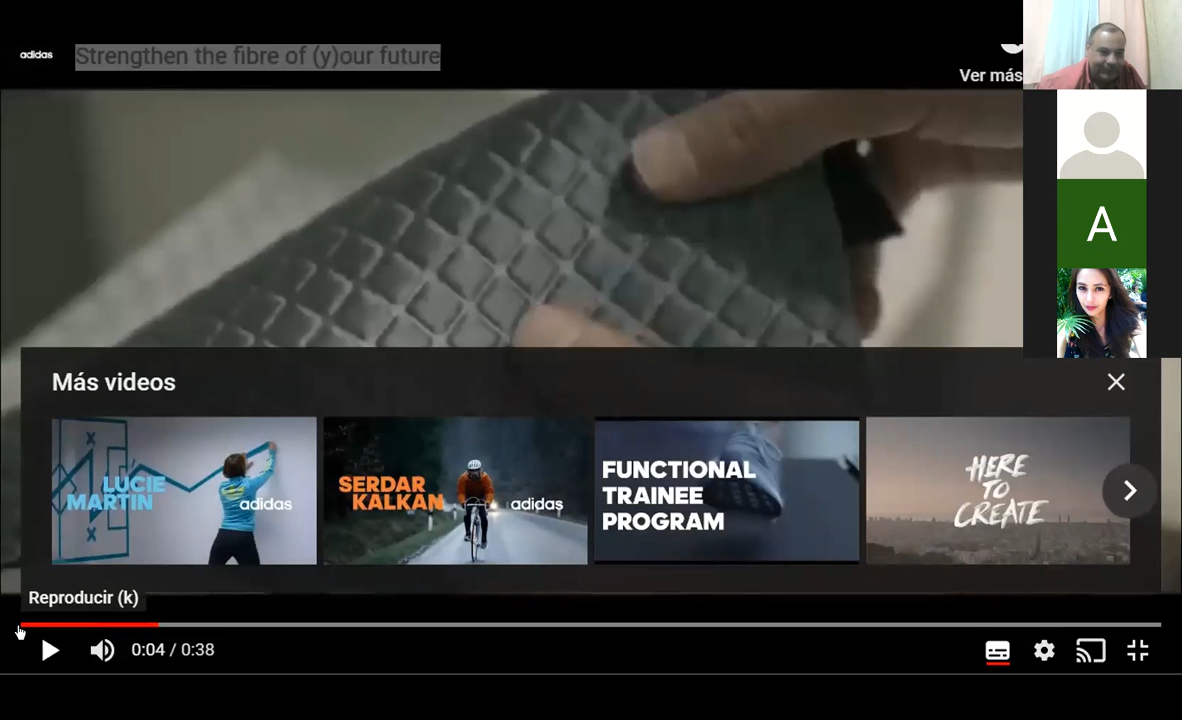 adidas
Strengthen the fibre of (y)our future
Ver más
A
Más videos
LUCIE
MARTIN
adidas
SERDAR
KALKAN
adidas
FUNCTIONAL
TRAINEE
PROGRAM
HERE
TO
CREATE
Reproducir (k)
0:04 / 0:38